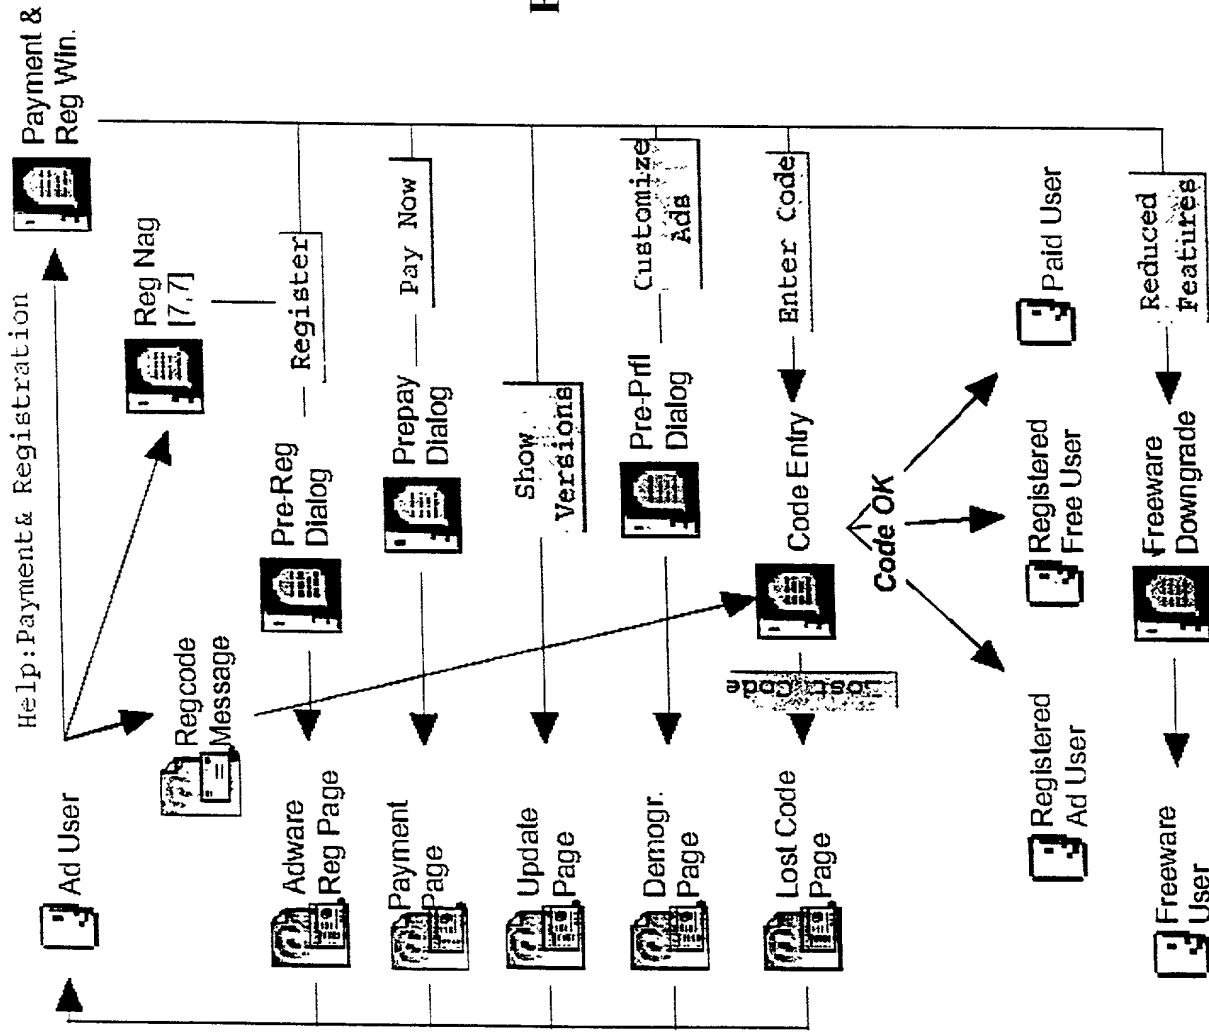 Help:Payment& Registration
Payment &
Reg Win.
Ad User
Reg Nag
[7,7]
Regcode
Message
Register
Pre-Reg
Dialog
Adware
Reg Page
Pay Now
Prepay
Dialog
Payment
Page
Show
Versions
Update
Page
Customize
Ads
Pre-Prfl
Dialog
Demogr.
Page
Enter Code
Code Entry
Lost Code
Lost Code
Page
Code OK
Paid User
Registered
Free User
Registered
Ad User
Reduced
Features
Freeware
Downgrade
Freeware
User